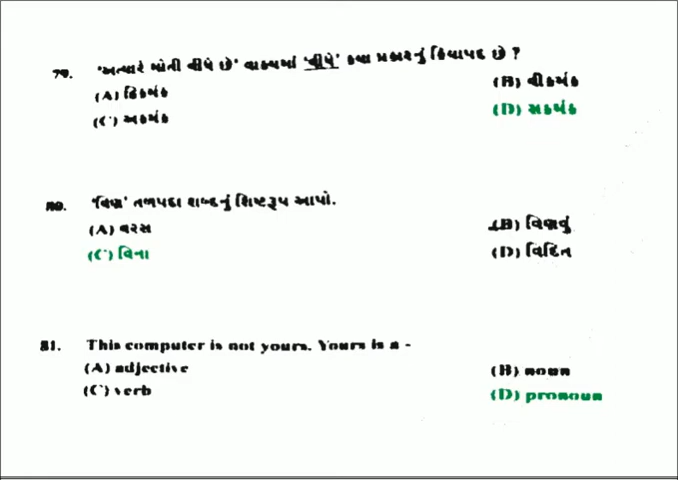 79. 'અત્યારે મોતી વીંધે છે' વાક્યમાં 'વીંધે' ક્યા પ્રકારનું ક્રિયાપદ છે ?
(A) દ્વિકર્મક (B) વીકર્મક
(C) અકર્મક (D) સકર્મક
80. 'વિણ' તળપદા શબ્દનું શિષ્ટરૂપ આપો.
(A) વરસ (B) વિણવું
(C) વિના (D) વિદિત
81. This computer is not yours. Yours is a -
(A) adjective (B) noun
(C) verb (D) pronoun